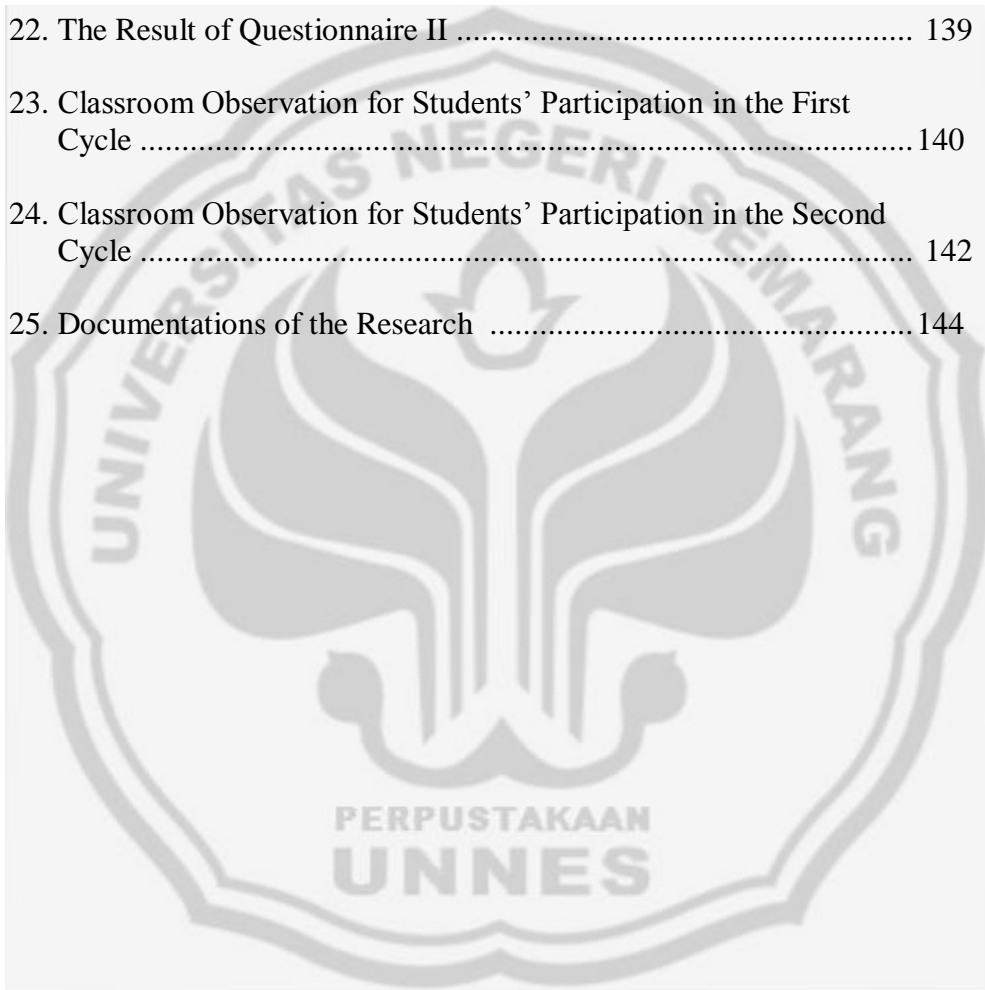 22. The Result of Questionnaire II ........................................................ 139
23. Classroom Observation for Students’ Participation in the First
Cycle ...............................................................................................140
24. Classroom Observation for Students’ Participation in the Second
Cycle ............................................................................................... 142
25. Documentations of the Research ....................................................144
UNIVERSITAS NEGERI SEMARANG
PERPUSTAKAAN
UNNES